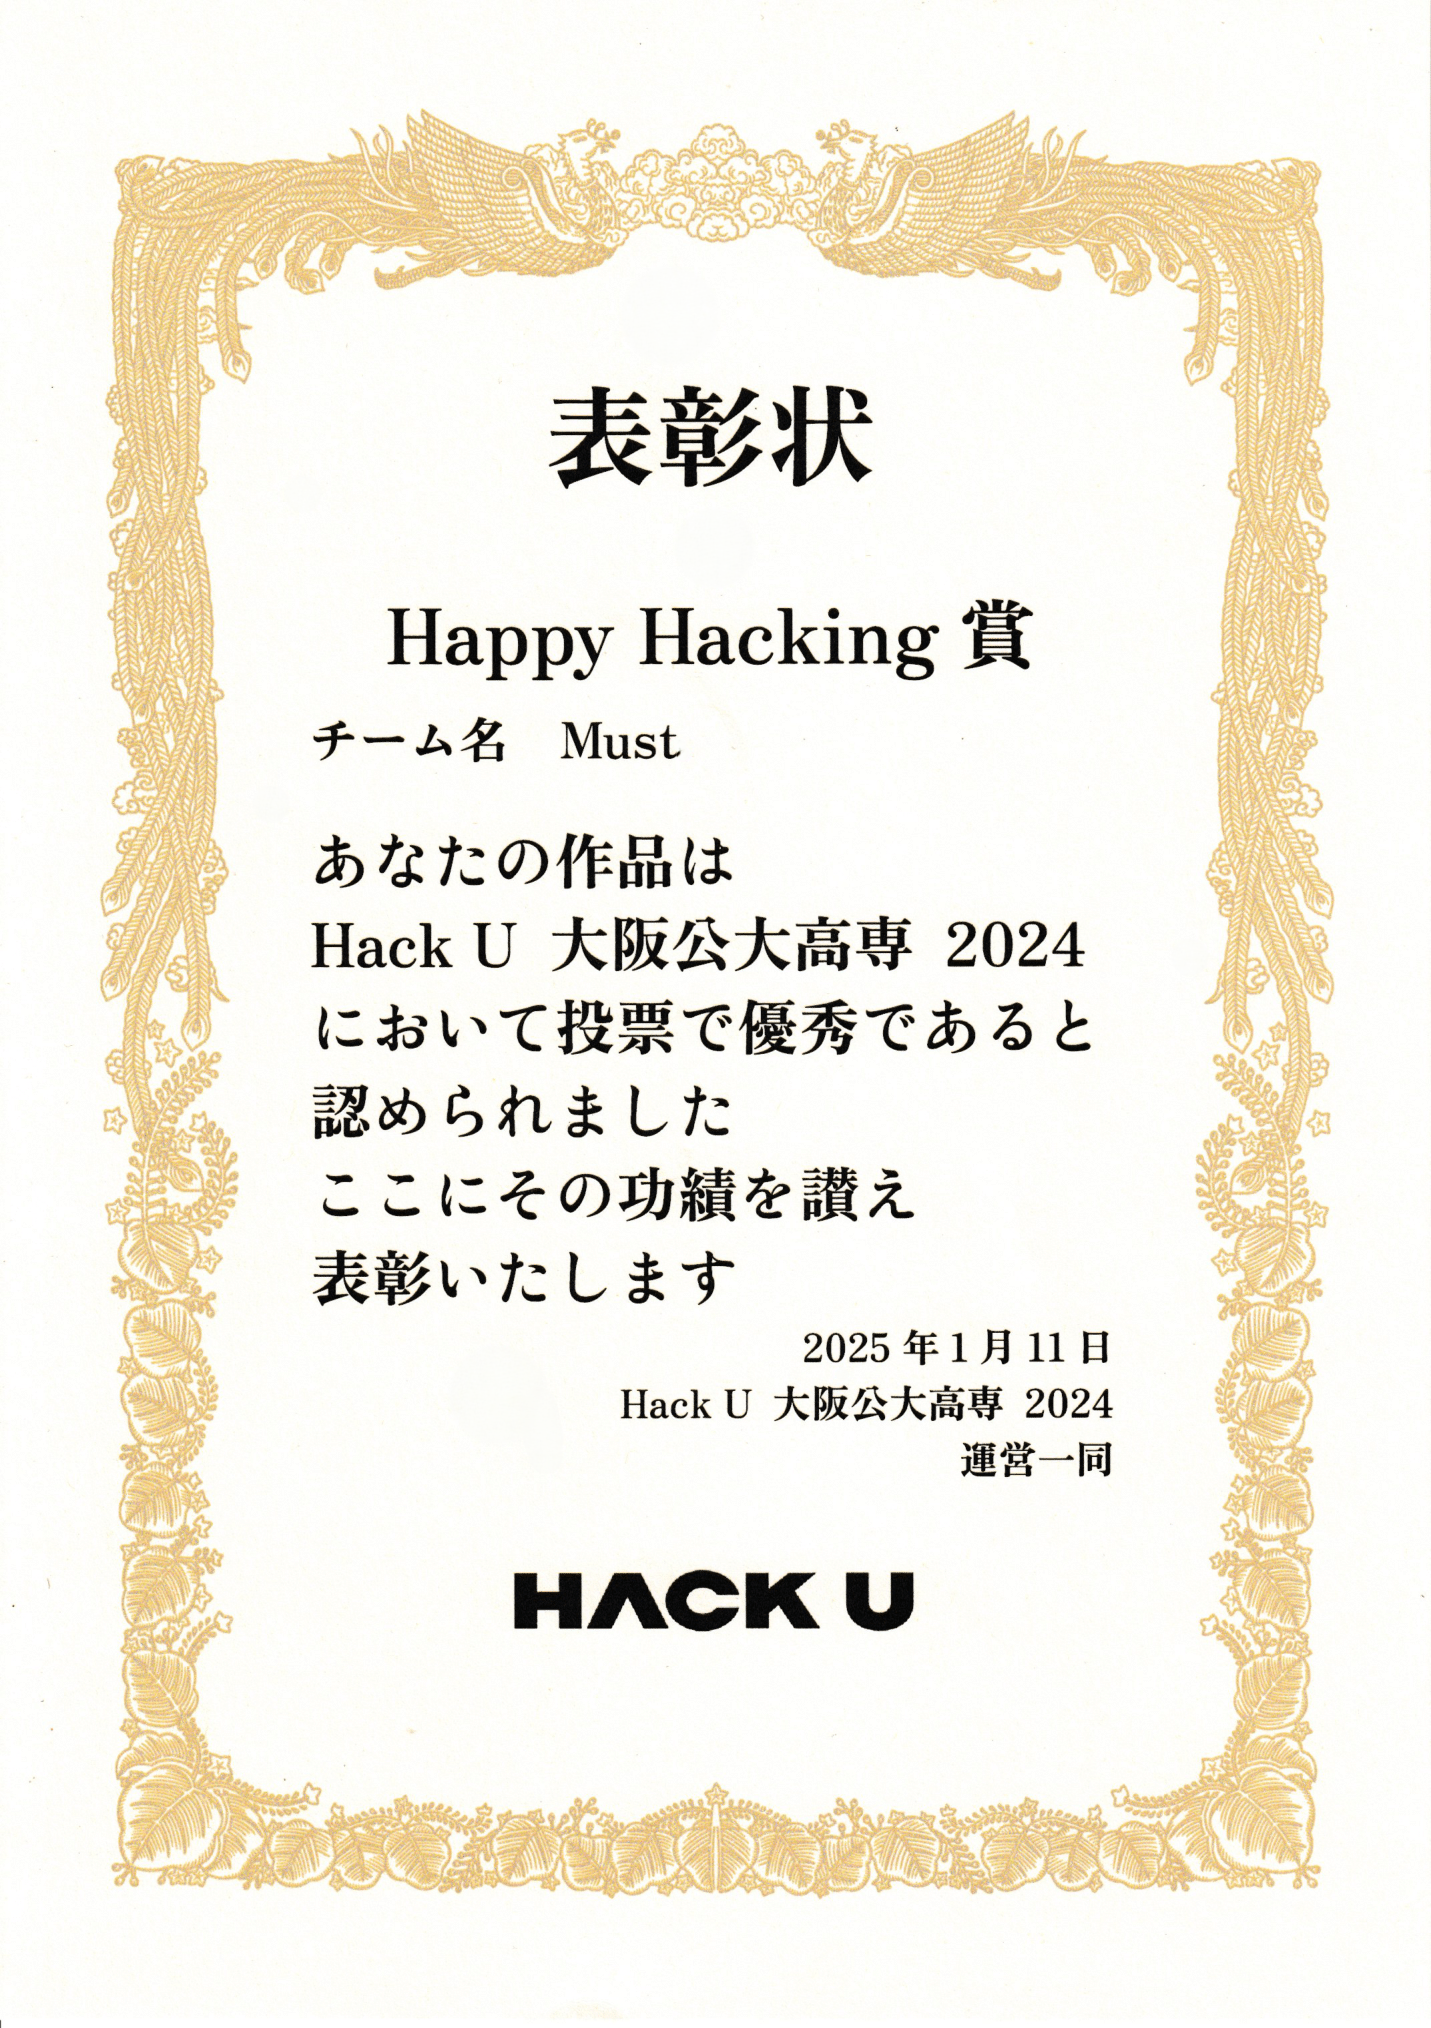 表彰状
Happy Hacking 賞
チーム名　Must
あなたの作品は
Hack U 大阪公大高専 2024
において投票で優秀であると
認められました
ここにその功績を讃え
表彰いたします
2025 年 1 月 11 日
Hack U 大阪公大高専 2024
運営一同
HACK U